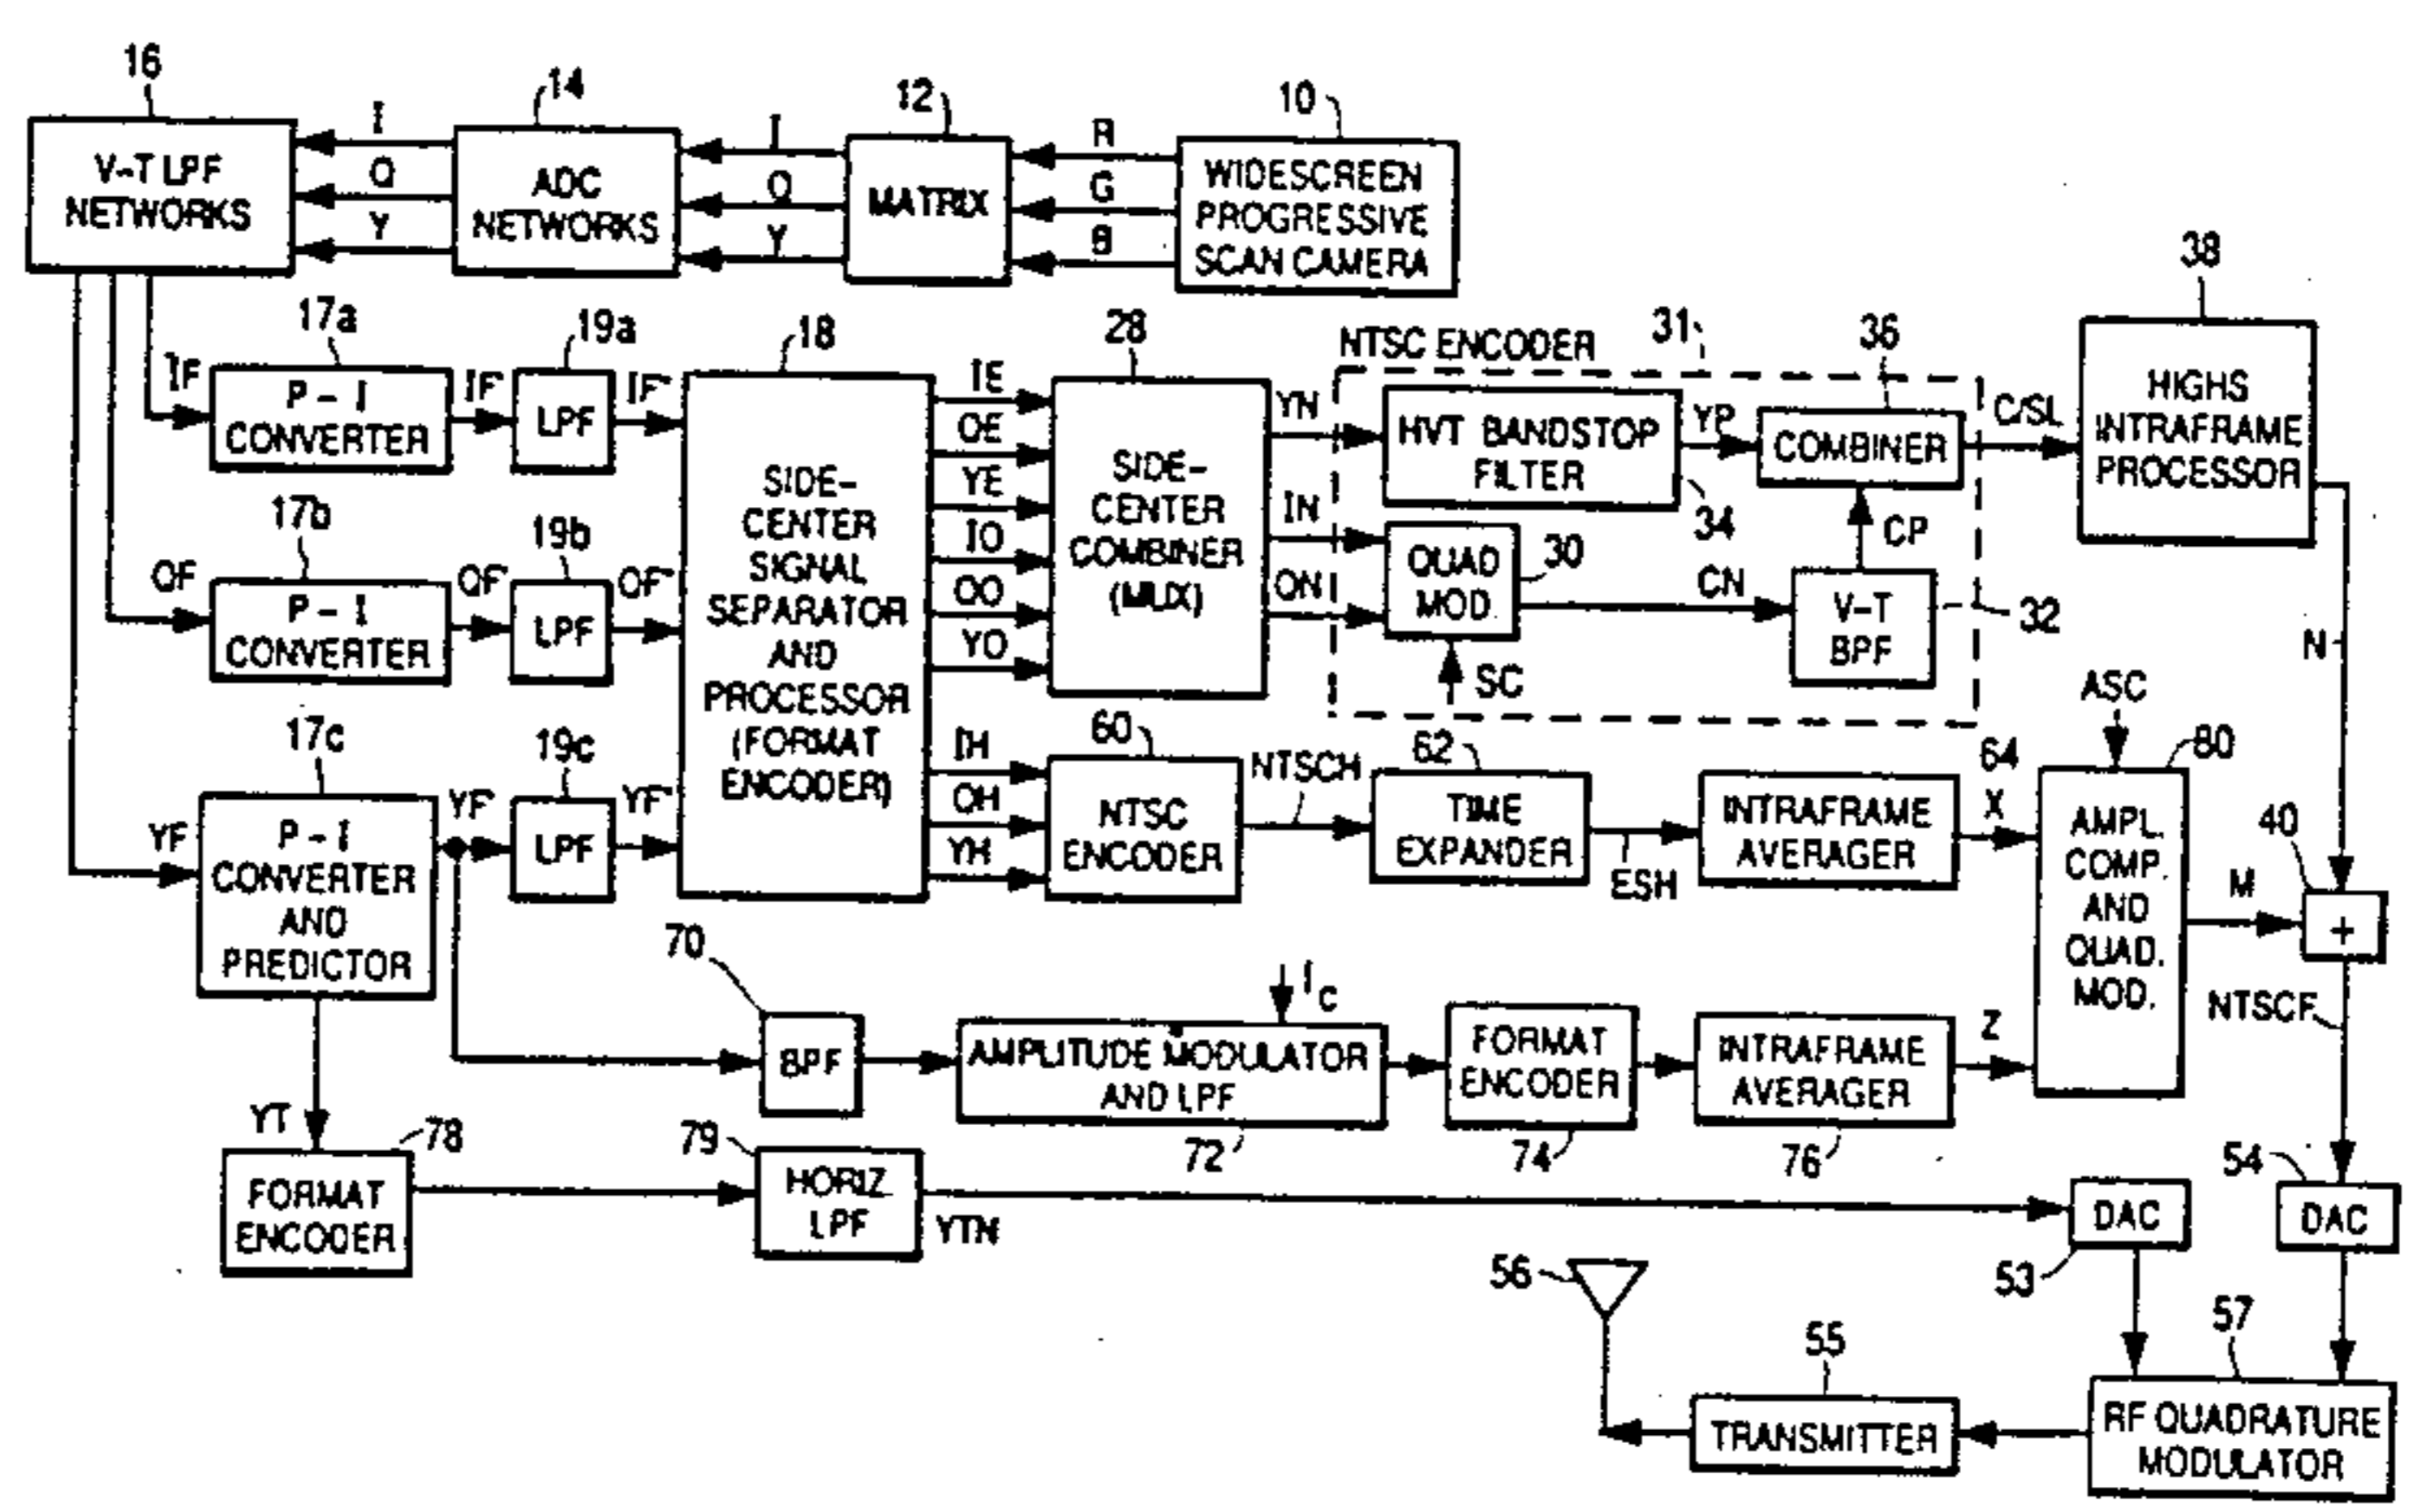 16
14
12
10
V-T LPF
NETWORKS
I
Q
Y
ADC
NETWORKS
I
Q
Y
MATRIX
R
G
B
WIDESCREEN
PROGRESSIVE
SCAN CAMERA
17a
19a
18
28
NTSC ENCODER
31
36
38
IF
P-I
CONVERTER
IF'
LPF
IF"
17b
19b
QF
P-I
CONVERTER
QF'
LPF
QF"
17c
19c
YF
P-I
CONVERTER
AND
PREDICTOR
YF'
LPF
YF"
SIDE-
CENTER
SIGNAL
SEPARATOR
AND
PROCESSOR
(FORMAT
ENCODER)
IE
QE
YE
IO
QO
YO
IH
QH
YH
SIDE-
CENTER
COMBINER
(MUX)
YN
IN
QN
HVT BANDSTOP
FILTER
34
YP
COMBINER
C/SL
HIGHS
INTRAFRAME
PROCESSOR
QUAD
MOD.
30
SC
CN
CP
V-T
BPF
32
N
60
NTSC
ENCODER
NTSCH
62
TIME
EXPANDER
ESH
INTRAFRAME
AVERAGER
64
X
ASC
80
AMPL.
COMP.
AND
QUAD.
MOD.
M
40
+
NTSCF
70
BPF
fc
AMPLITUDE MODULATOR
AND LPF
72
FORMAT
ENCODER
74
INTRAFRAME
AVERAGER
76
Z
YT
78
FORMAT
ENCODER
79
HORIZ
LPF
YTN
DAC
53
54
DAC
56
55
TRANSMITTER
57
RF QUADRATURE
MODULATOR